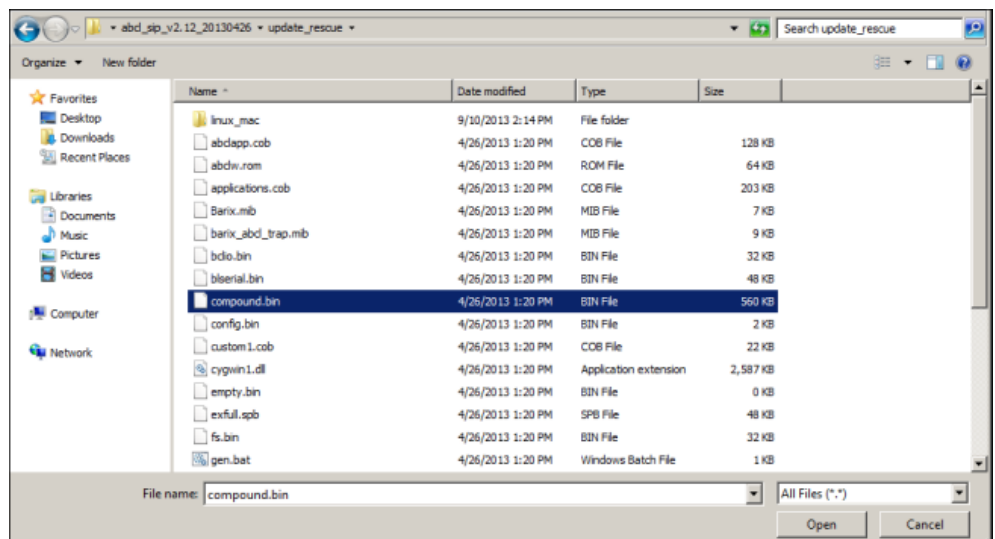 abcl_sip_v2.12_20130426 update_rescue Search update_rescue
Organize New folder
Name Date modified Type Size
Favorites
Desktop
Downloads
Recent Places
Libraries
Documents
Music
Pictures
Videos
Computer
Network
linux_mac 9/10/2013 2:14 PM File folder
abclapp.cob 4/26/2013 1:20 PM COB File 128 KB
abclw.rom 4/26/2013 1:20 PM ROM File 64 KB
applications.cob 4/26/2013 1:20 PM COB File 203 KB
Barix.mib 4/26/2013 1:20 PM MIB File 7 KB
barix_abcl_trap.mib 4/26/2013 1:20 PM MIB File 9 KB
bclio.bin 4/26/2013 1:20 PM BIN File 32 KB
blserial.bin 4/26/2013 1:20 PM BIN File 48 KB
compound.bin 4/26/2013 1:20 PM BIN File 560 KB
config.bin 4/26/2013 1:20 PM BIN File 2 KB
custom1.cob 4/26/2013 1:20 PM COB File 22 KB
cygwin1.dll 4/26/2013 1:20 PM Application extension 2,587 KB
empty.bin 4/26/2013 1:20 PM BIN File 0 KB
exfull.spb 4/26/2013 1:20 PM SPB File 48 KB
fs.bin 4/26/2013 1:20 PM BIN File 32 KB
gen.bat 4/26/2013 1:20 PM Windows Batch File 1 KB
File name: compound.bin All Files (*.*)
Open Cancel